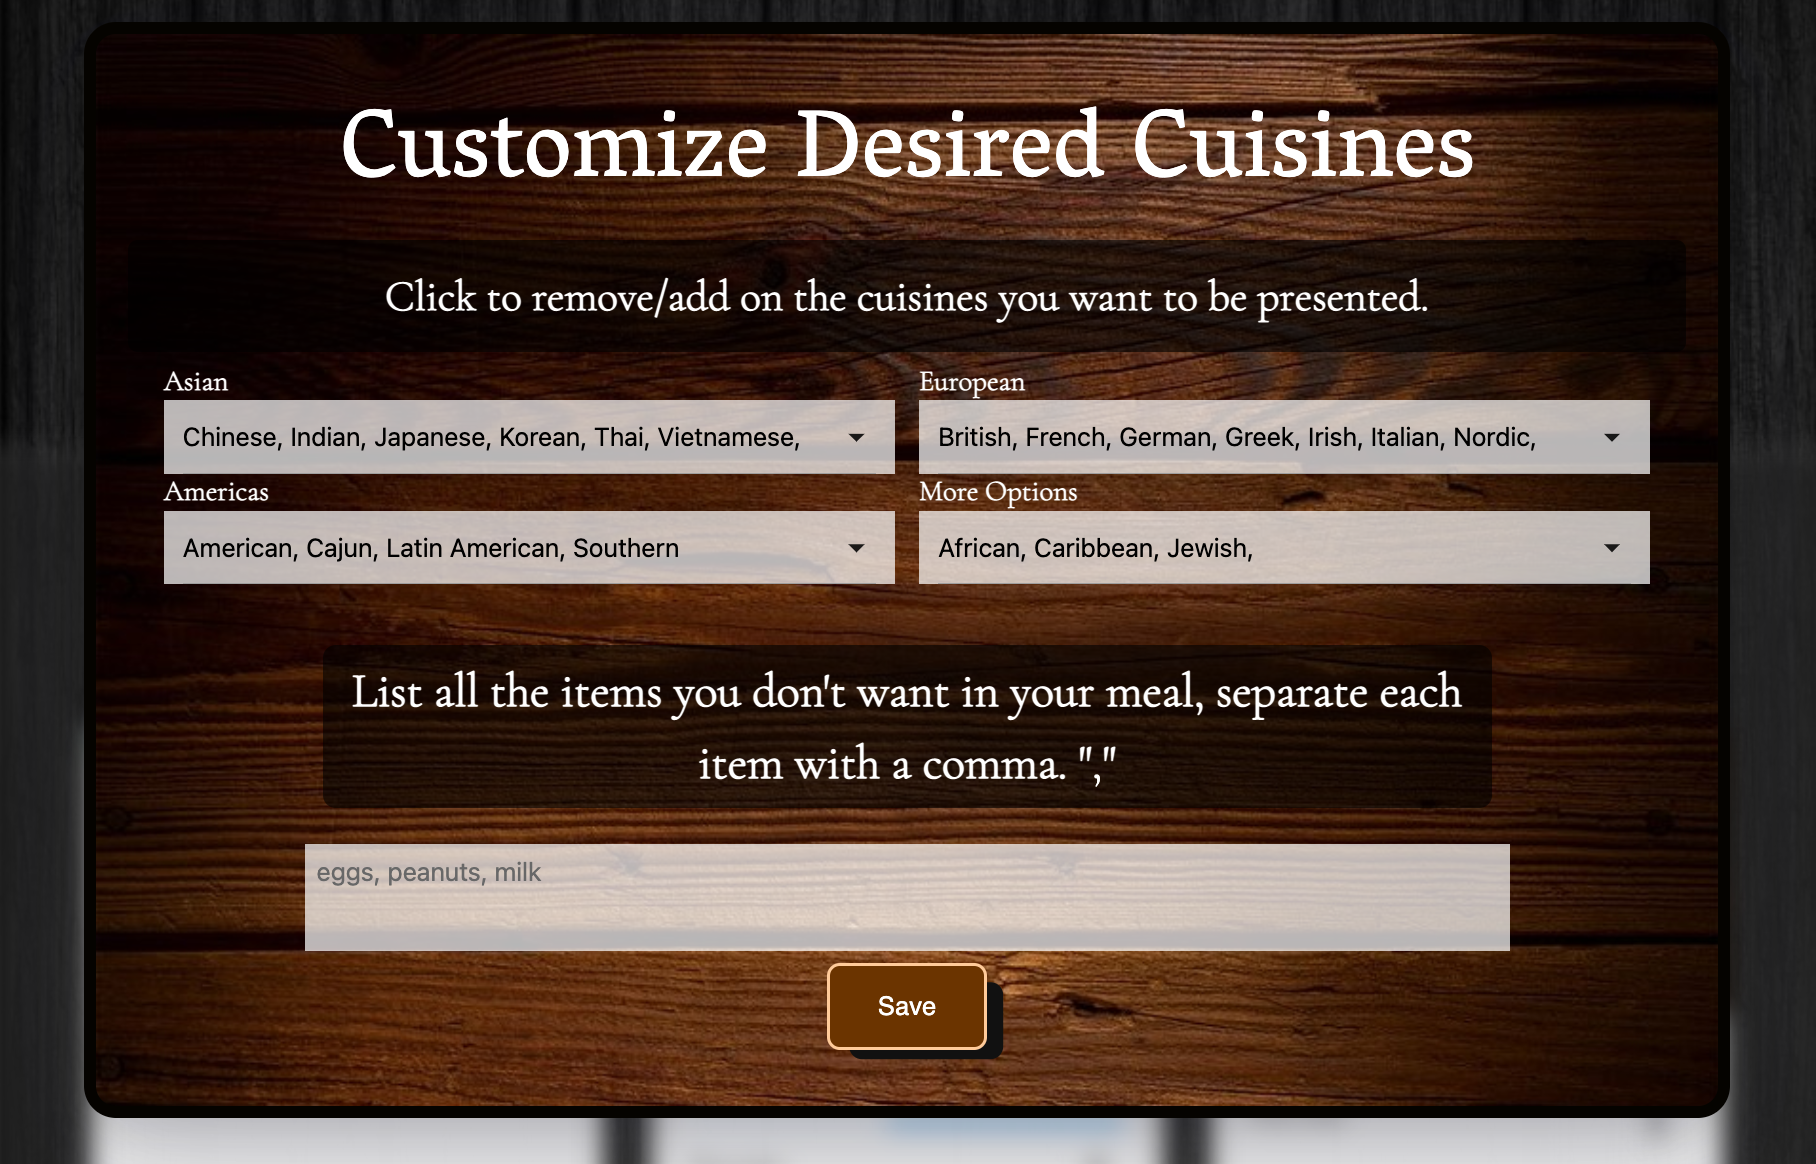 Customize Desired Cuisines
Click to remove/add on the cuisines you want to be presented.
Asian
European
Chinese, Indian, Japanese, Korean, Thai, Vietnamese,
British, French, German, Greek, Irish, Italian, Nordic,
Americas
More Options
American, Cajun, Latin American, Southern
African, Caribbean, Jewish,
List all the items you don't want in your meal, separate each
item with a comma. ","
eggs, peanuts, milk
Save